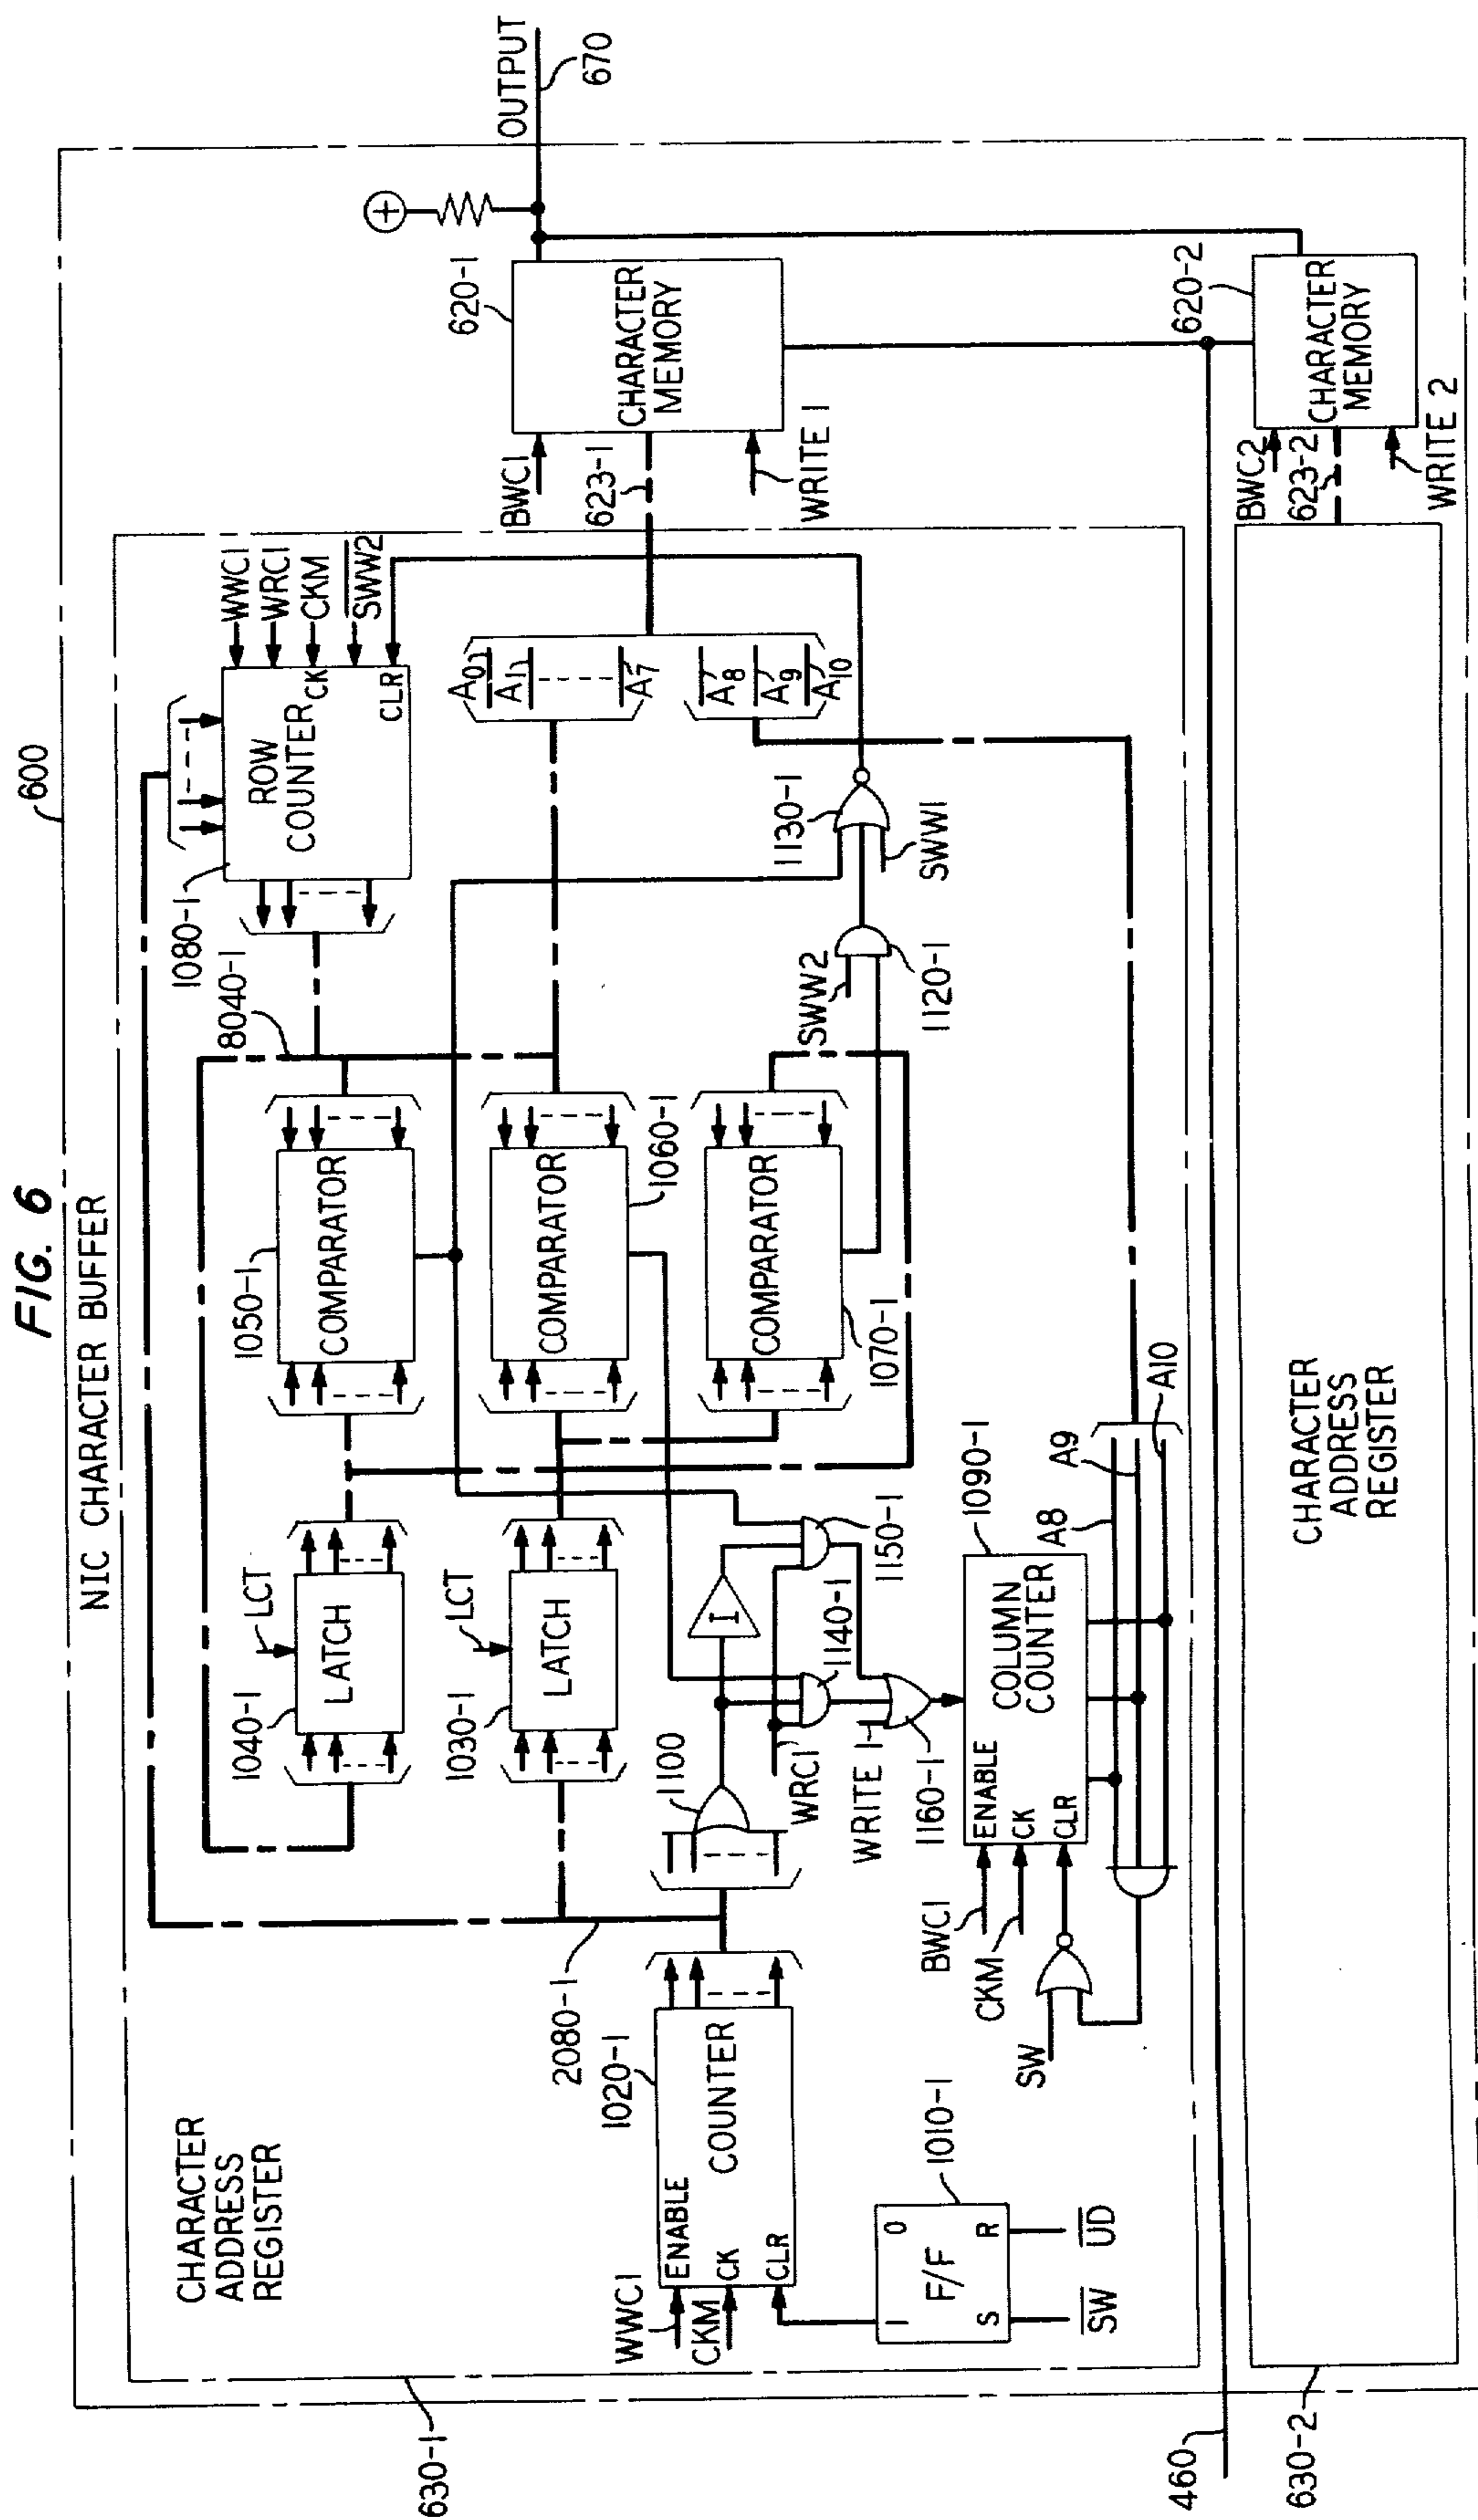 FIG. 6
NIC CHARACTER BUFFER
600
CHARACTER
ADDRESS
REGISTER
630-1
WWC1
CKM
ENABLE
CK
CLR
COUNTER
1020-1
2080-1
1
0
F/F
S
R
1010-1
S̅W̅
U̅D̅
1040-1
LCT
LATCH
1030-1
LCT
LATCH
1100
I
WRC1
1140-1
1150-1
WRITE 1
1160-1
BWC1
CKM
SW
ENABLE
CK
CLR
COLUMN
COUNTER
1090-1
A8
A9
A10
1050-1
COMPARATOR
COMPARATOR
1060-1
COMPARATOR
1070-1
8040-1
1080-1
ROW
COUNTER
CK
CLR
WWC1
WRC1
CKM
S̅W̅W̅2̅
SWW2
1120-1
1130-1
SWW1
A0
A1
A7
A8
A9
A10
BWC1
623-1
WRITE 1
620-1
CHARACTER
MEMORY
OUTPUT
670
+
460
630-2
CHARACTER
ADDRESS
REGISTER
BWC2
623-2
WRITE 2
620-2
CHARACTER
MEMORY